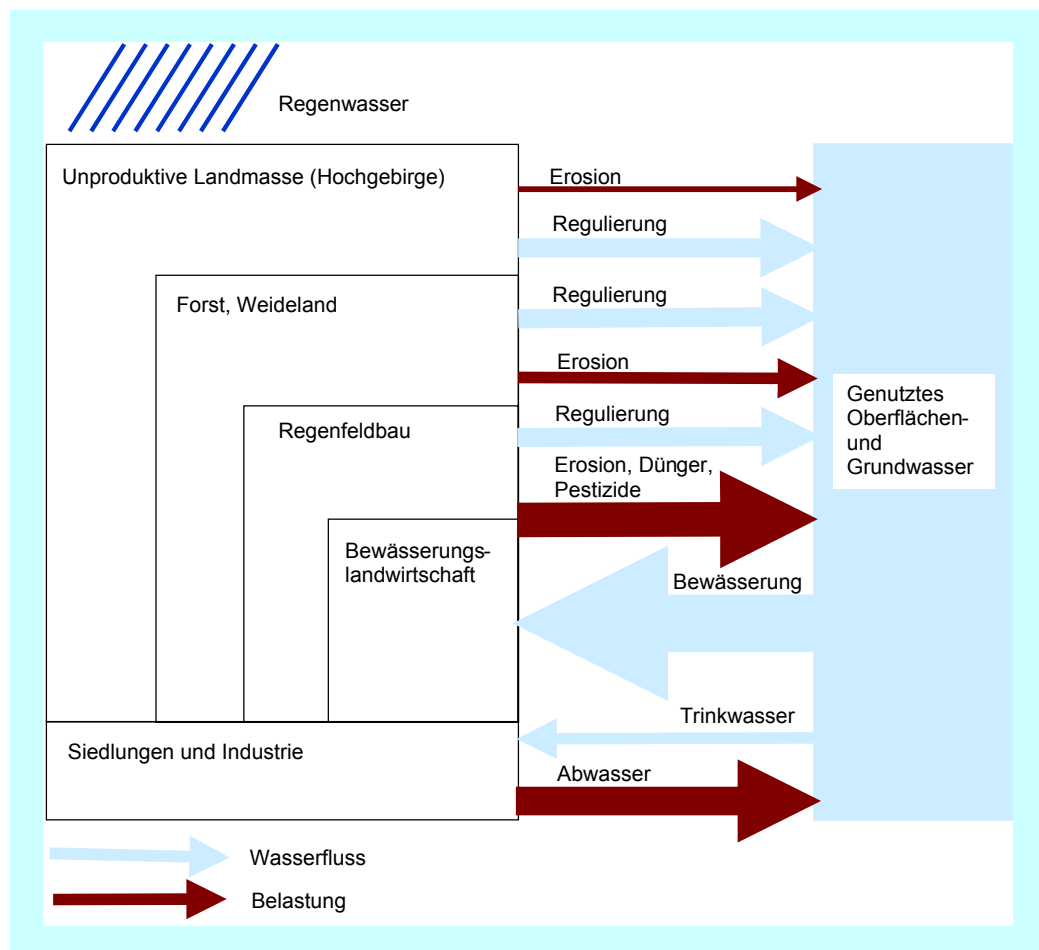 Regenwasser
Unproduktive Landmasse (Hochgebirge)
Erosion
Regulierung
Forst, Weideland
Regulierung
Erosion
Genutztes
Oberflächen-
und
Grundwasser
Regenfeldbau
Regulierung
Erosion, Dünger,
Pestizide
Bewässerungs-
landwirtschaft
Bewässerung
Trinkwasser
Siedlungen und Industrie
Abwasser
Wasserfluss
Belastung